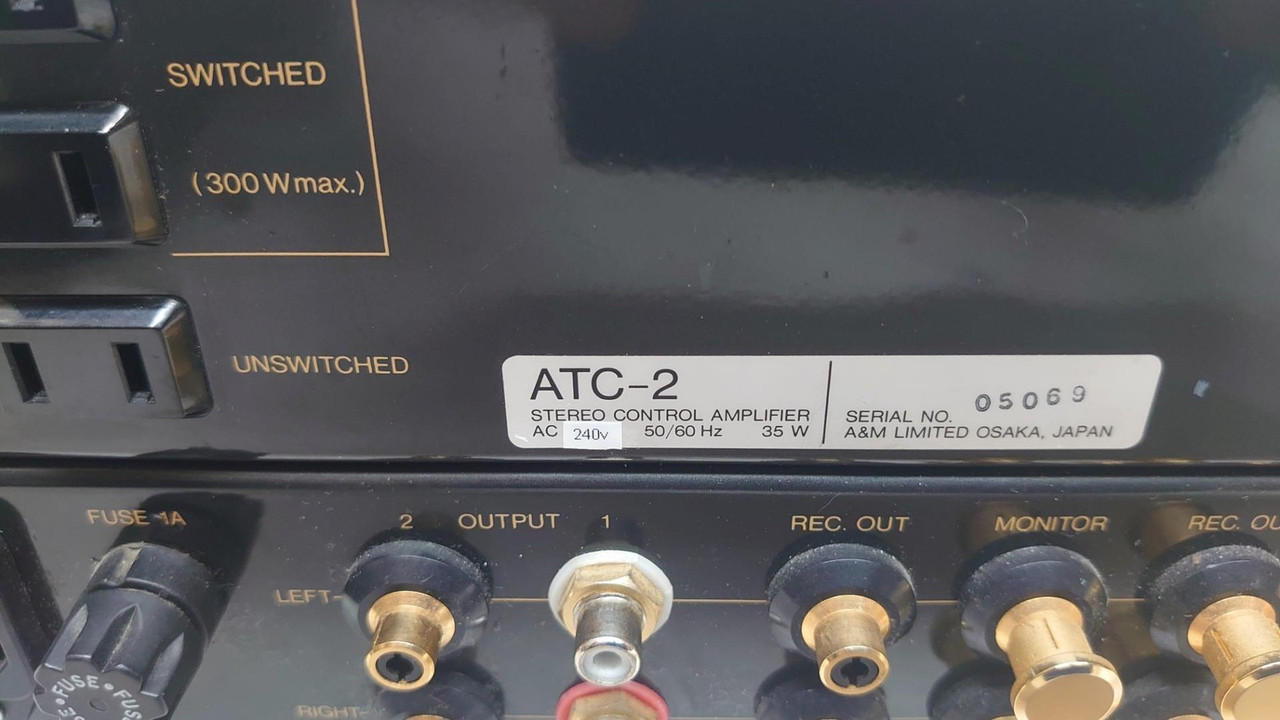 SWITCHED
(300 W max.)
UNSWITCHED
ATC-2
STEREO CONTROL AMPLIFIER
AC 240v 50/60 Hz 35 W
SERIAL NO. 05069
A&M LIMITED OSAKA, JAPAN
FUSE 1A
2 OUTPUT 1
REC. OUT
MONITOR
REC. OU
LEFT
RIGHT
FUSE • FUSE